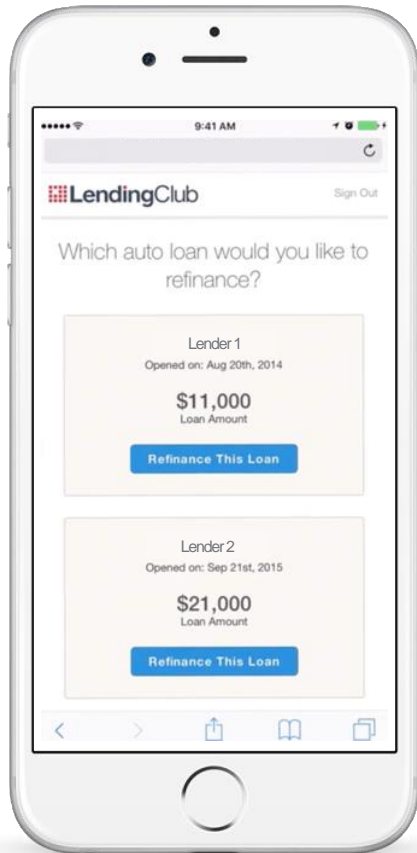 9:41 AM
LendingClub
Sign Out
Which auto loan would you like to
refinance?
Lender 1
Opened on: Aug 20th, 2014
$11,000
Loan Amount
Refinance This Loan
Lender 2
Opened on: Sep 21st, 2015
$21,000
Loan Amount
Refinance This Loan